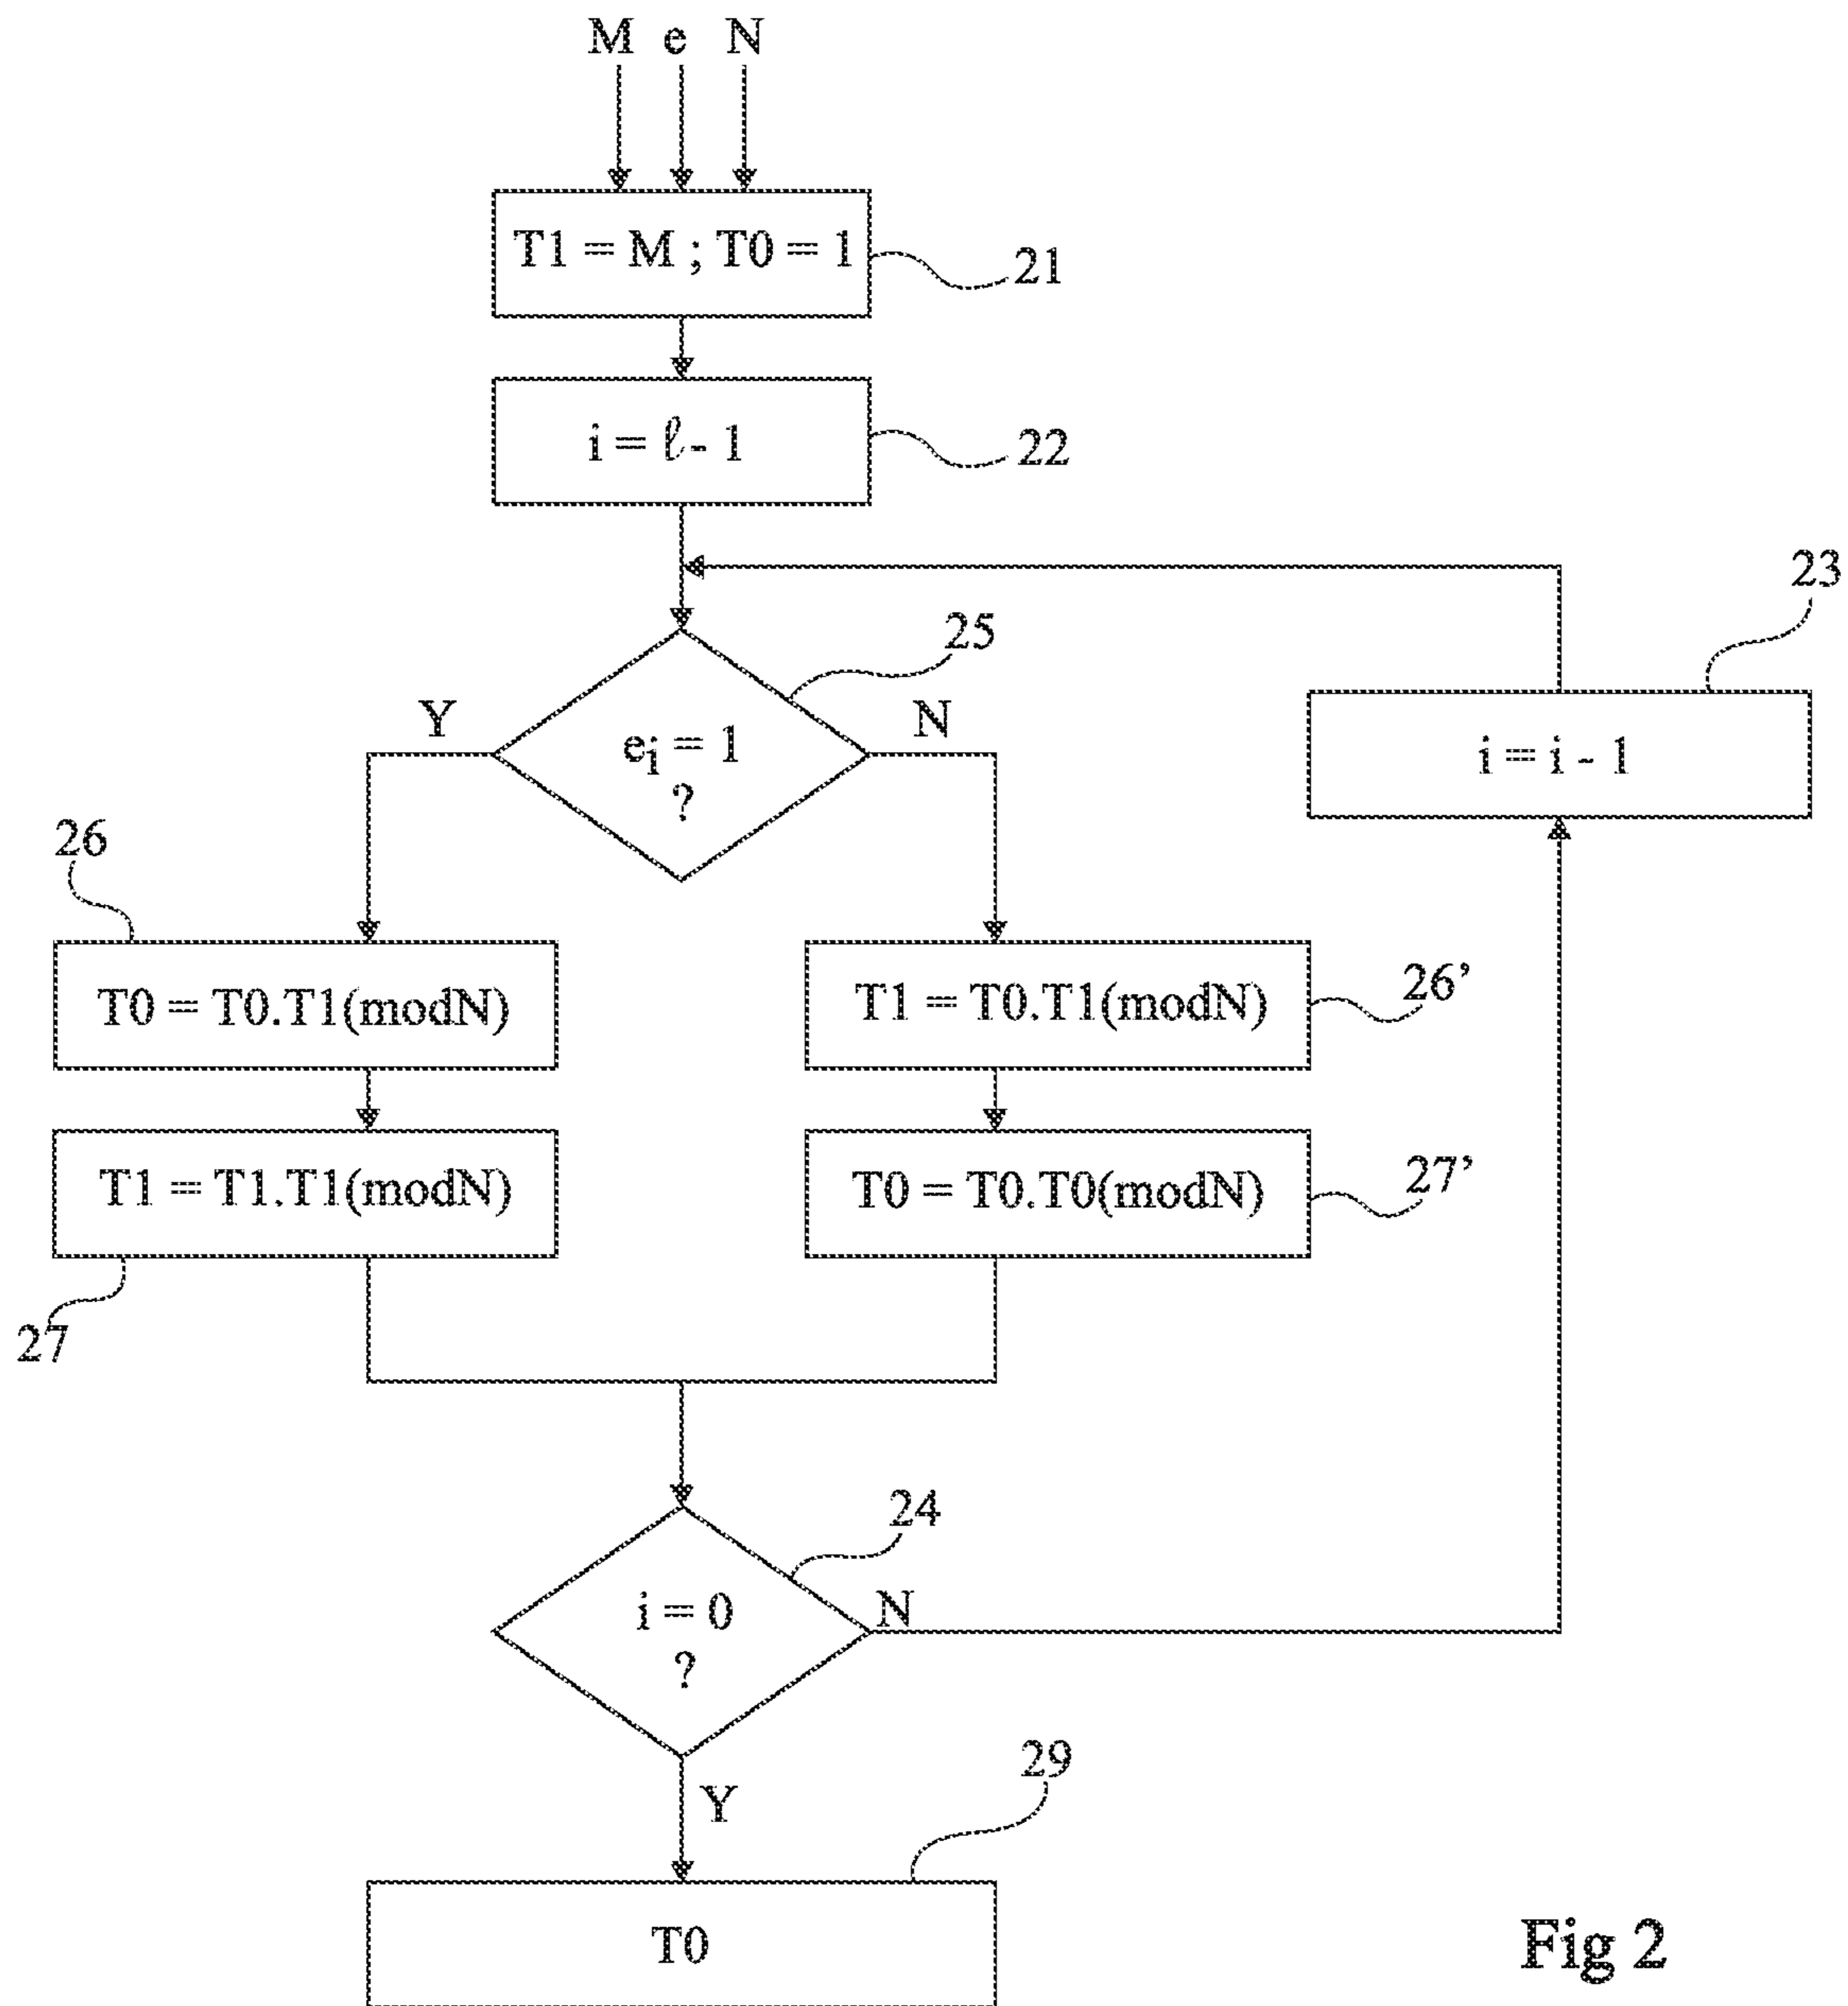 M e N
T1 = M ; T0 = 1
21
i = ℓ - 1
22
23
25
Y
N
ei = 1
?
i = i - 1
26
T0 = T0.T1(modN)
T1 = T0.T1(modN)
26’
T1 = T1.T1(modN)
T0 = T0.T0(modN)
27’
27
24
i = 0
?
N
Y
29
T0
Fig 2